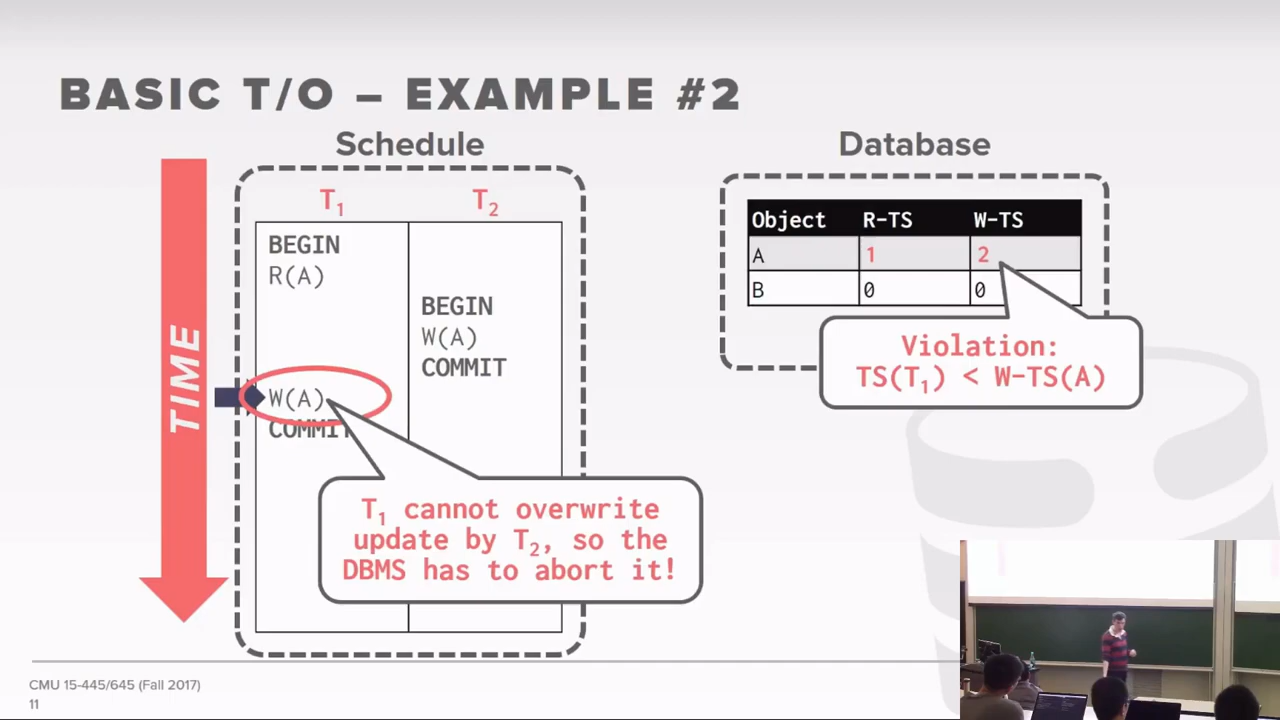 BASIC T/O – EXAMPLE #2
Schedule
Database
TIME
T1 T2
BEGIN
R(A)
BEGIN
W(A)
COMMIT
W(A)
COMMIT
T1 cannot overwrite
update by T2, so the
DBMS has to abort it!
Object R-TS W-TS
A 1 2
B 0 0
Violation:
TS(T1) < W-TS(A)
CMU 15-445/645 (Fall 2017)
11